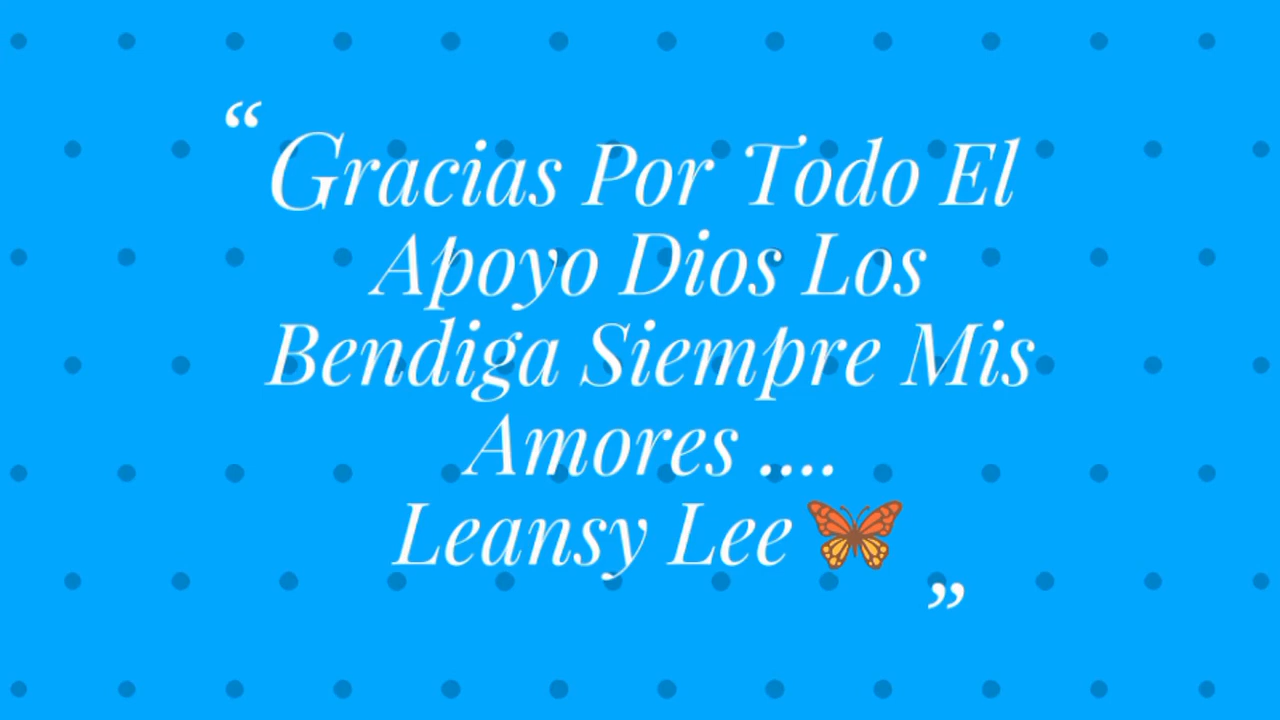 “Gracias Por Todo El
Apoyo Dios Los
Bendiga Siempre Mis
Amores ....
Leansy Lee 🦋”